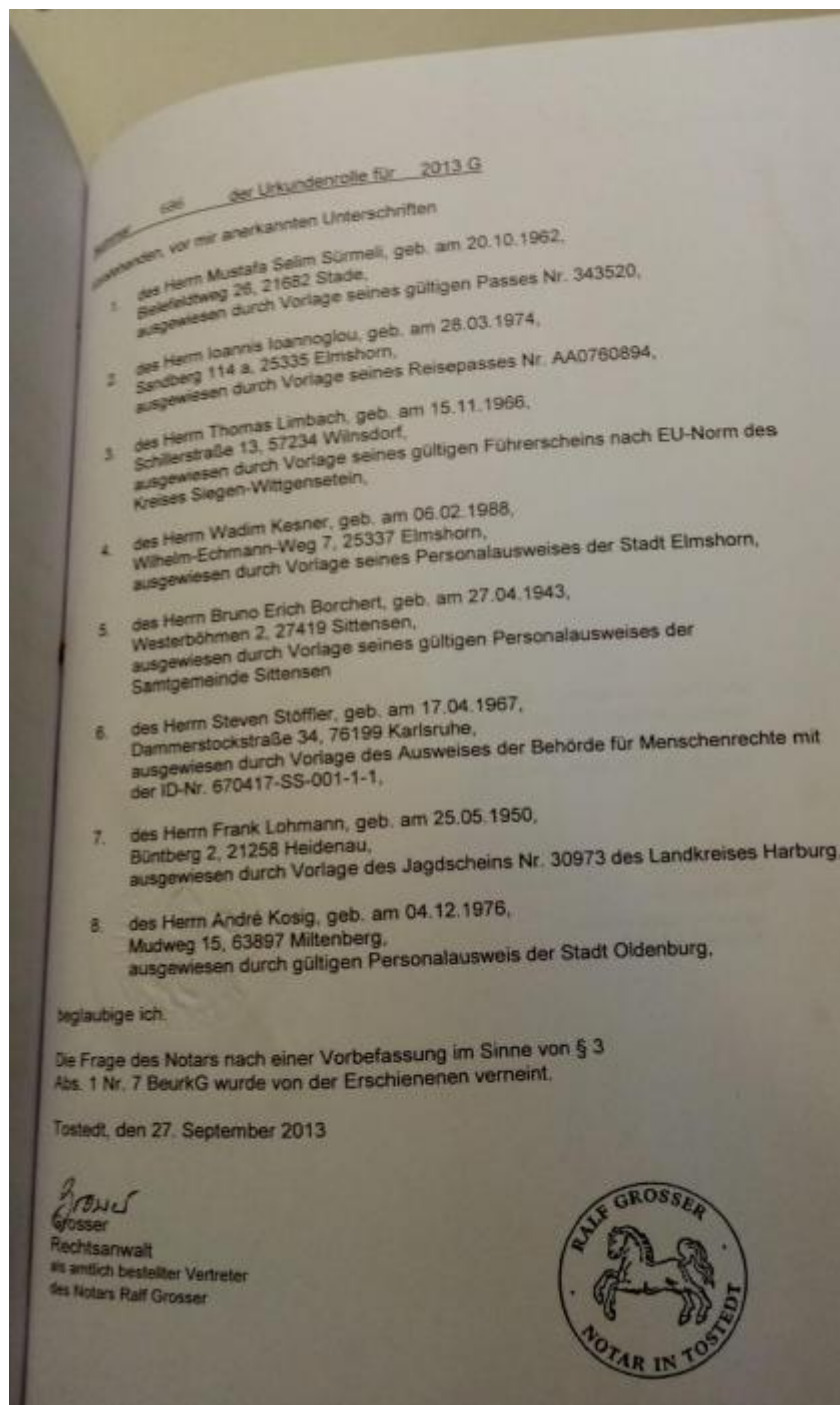 Nummer 686 der Urkundenrolle für 2013 G
vor mir anerkannten Unterschriften
1. des Herrn Mustafa Selim Sürmeli, geb. am 20.10.1962,
Bielefeldtweg 26, 21682 Stade,
ausgewiesen durch Vorlage seines gültigen Passes Nr. 343520,
2. des Herrn Ioannis Ioannoglou, geb. am 28.03.1974,
Sandberg 114 a, 25335 Elmshorn,
ausgewiesen durch Vorlage seines Reisepasses Nr. AA0760894,
3. des Herrn Thomas Limbach, geb. am 15.11.1966,
Schillerstraße 13, 57234 Wilnsdorf,
ausgewiesen durch Vorlage seines gültigen Führerscheins nach EU-Norm des
Kreises Siegen-Wittgensetein,
4. des Herrn Wadim Kesner, geb. am 06.02.1988,
Wilhelm-Echmann-Weg 7, 25337 Elmshorn,
ausgewiesen durch Vorlage seines Personalausweises der Stadt Elmshorn,
5. des Herrn Bruno Erich Borchert, geb. am 27.04.1943,
Westerböhmen 2, 27419 Sittensen,
ausgewiesen durch Vorlage seines gültigen Personalausweises der
Samtgemeinde Sittensen
6. des Herrn Steven Stöffler, geb. am 17.04.1967,
Dammerstockstraße 34, 76199 Karlsruhe,
ausgewiesen durch Vorlage des Ausweises der Behörde für Menschenrechte mit
der ID-Nr. 670417-SS-001-1-1,
7. des Herrn Frank Lohmann, geb. am 25.05.1950,
Büntberg 2, 21258 Heidenau,
ausgewiesen durch Vorlage des Jagdscheins Nr. 30973 des Landkreises Harburg,
8. des Herrn André Kosig, geb. am 04.12.1976,
Mudweg 15, 63897 Miltenberg,
ausgewiesen durch gültigen Personalausweis der Stadt Oldenburg,
beglaubige ich.
Die Frage des Notars nach einer Vorbefassung im Sinne von § 3
Abs. 1 Nr. 7 BeurkG wurde von der Erschienenen verneint.
Tostedt, den 27. September 2013
Grosser
Grosser
Rechtsanwalt
als amtlich bestellter Vertreter
des Notars Ralf Grosser
RALF GROSSER
NOTAR IN TOSTEDT